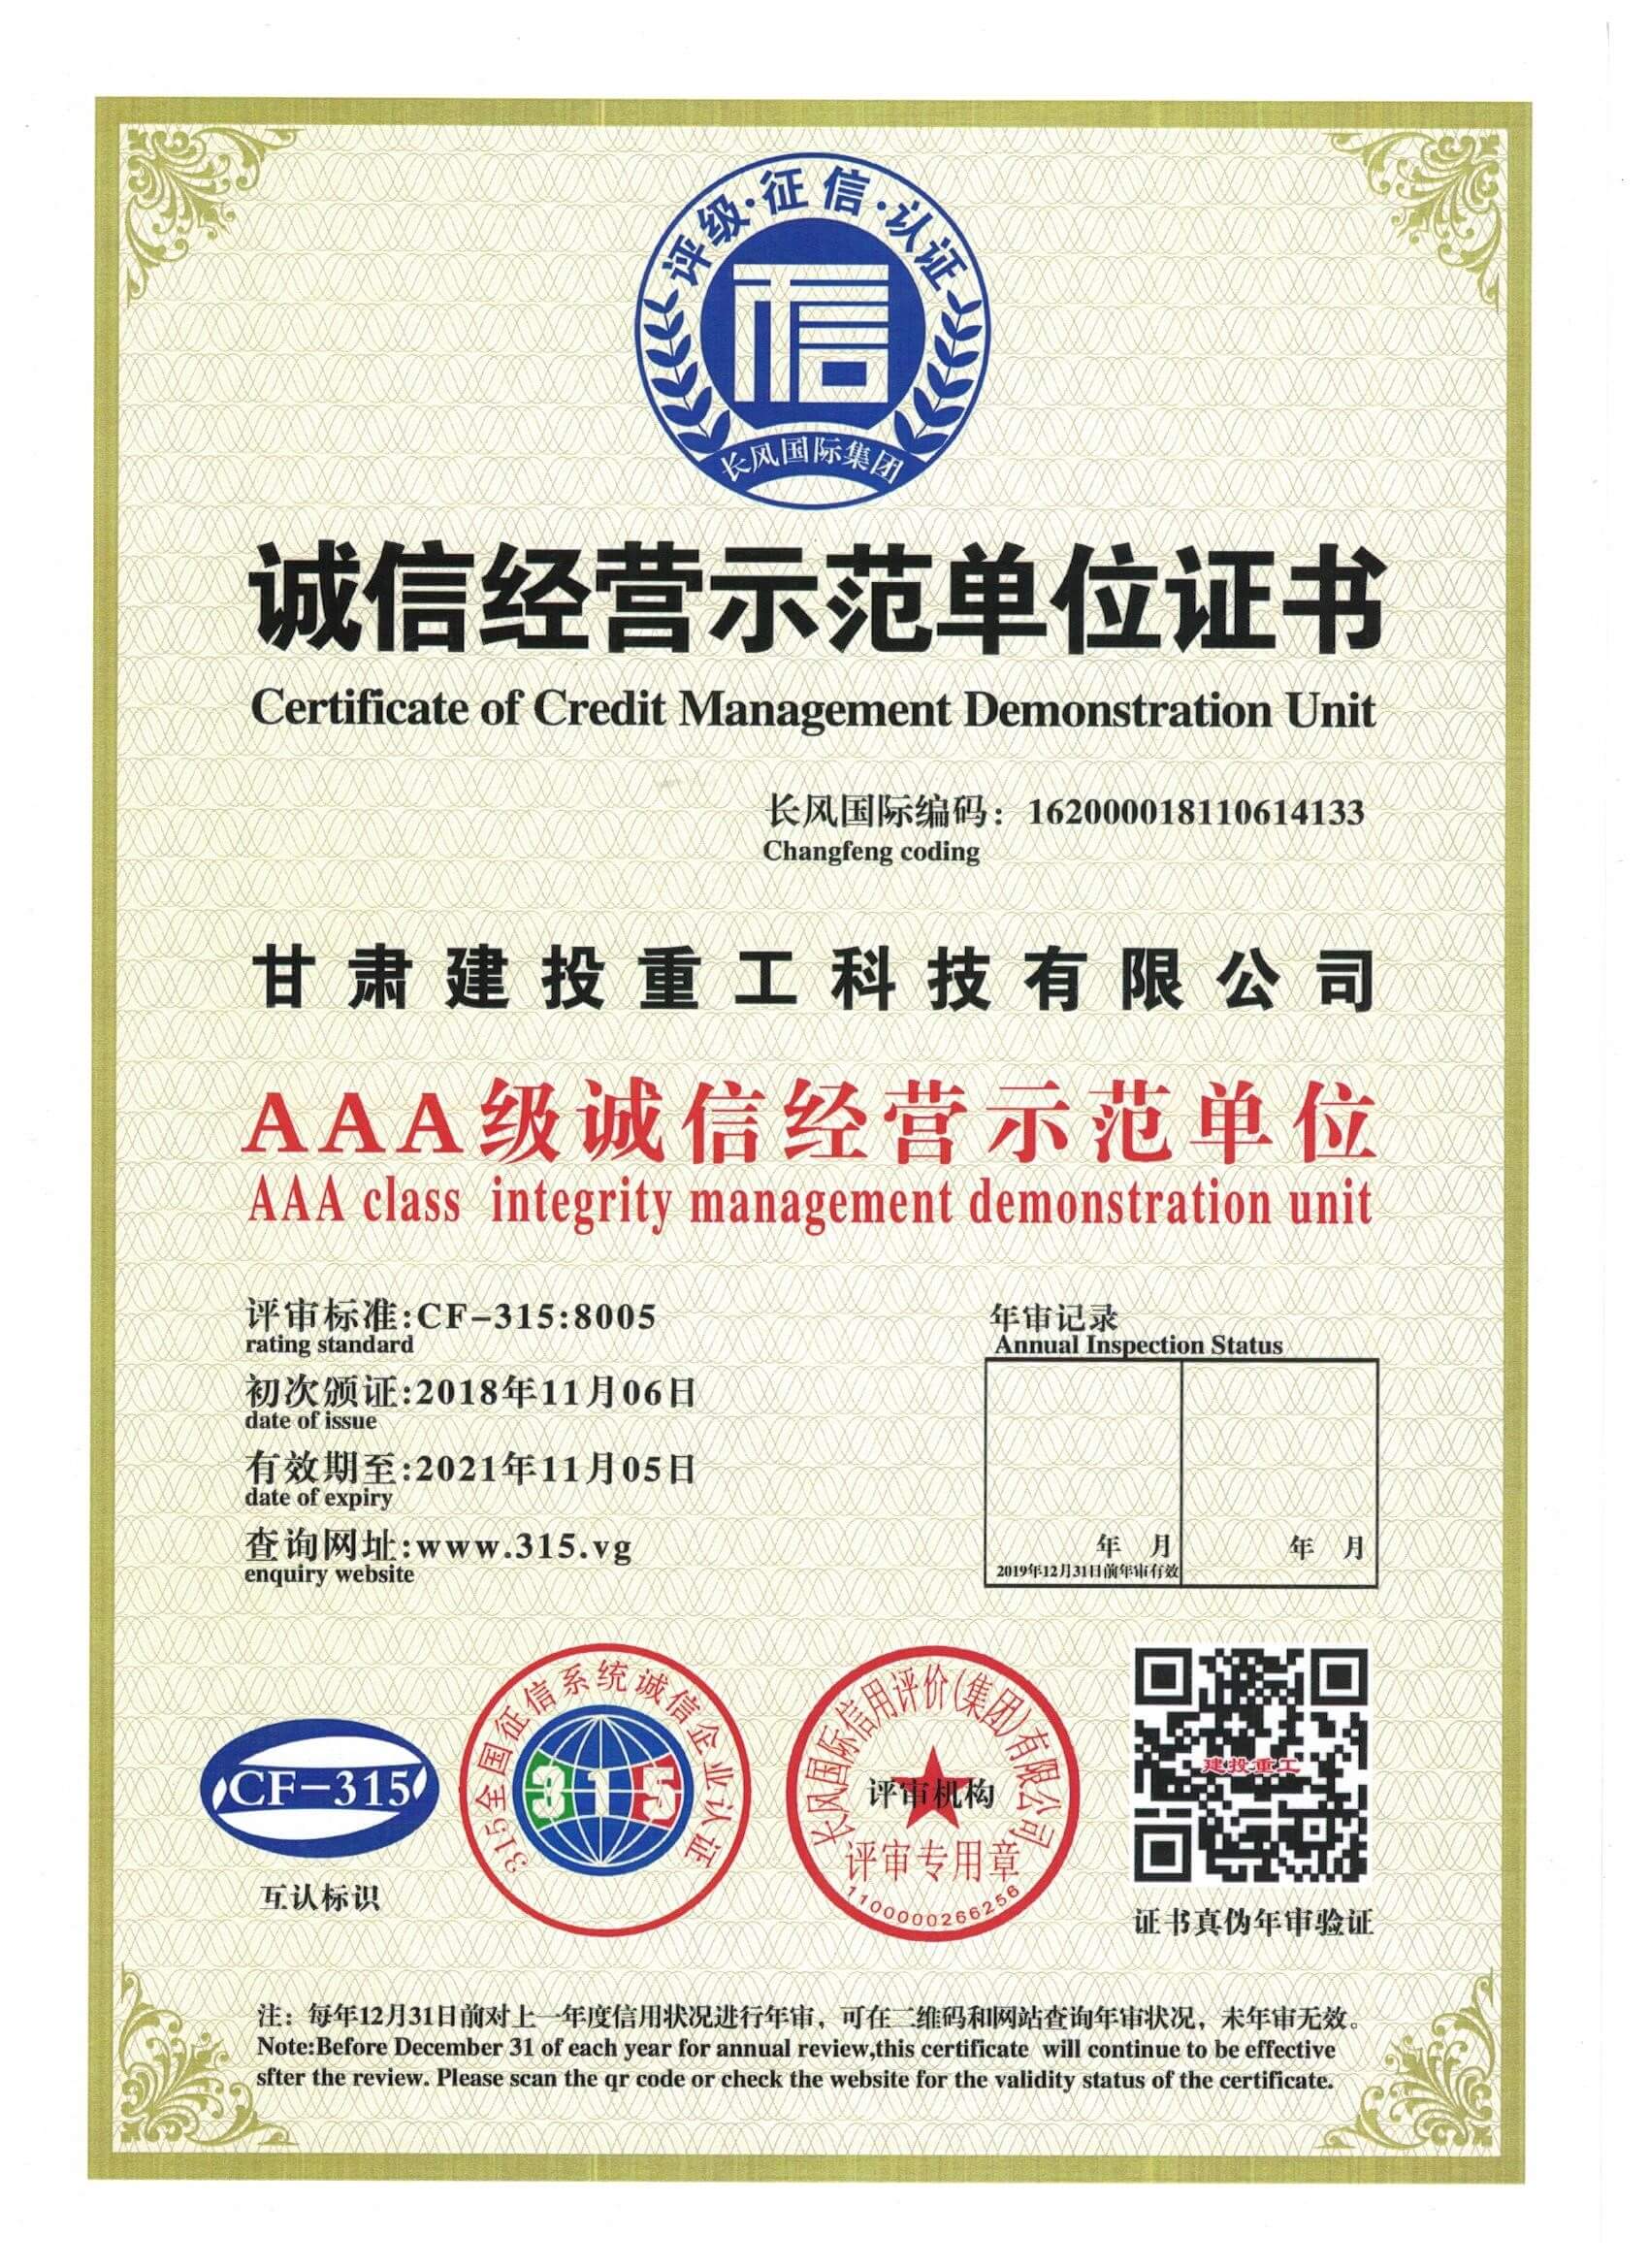 评级·征信·认证
信
长风国际集团
诚信经营示范单位证书
Certificate of Credit Management Demonstration Unit
长风国际编码：162000018110614133
Changfeng coding
甘肃建投重工科技有限公司
AAA级诚信经营示范单位
AAA class integrity management demonstration unit
评审标准:CF-315:8005
rating standard
初次颁证:2018年11月06日
date of issue
有效期至:2021年11月05日
date of expiry
查询网址:www.315.vg
enquiry website
年审记录
Annual Inspection Status
年 月
2019年12月31日前年审有效
年 月
CF-315
互认标识
315全国征信系统诚信企业认证
315
长风国际信用评价(集团)有限公司
评审机构
评审专用章
1100000266256
建投重工
证书真伪年审验证
注：每年12月31日前对上一年度信用状况进行年审，可在二维码和网站查询年审状况，未年审无效。
Note:Before December 31 of each year for annual review,this certificate will continue to be effective
sfter the review. Please scan the qr code or check the website for the validity status of the certificate.